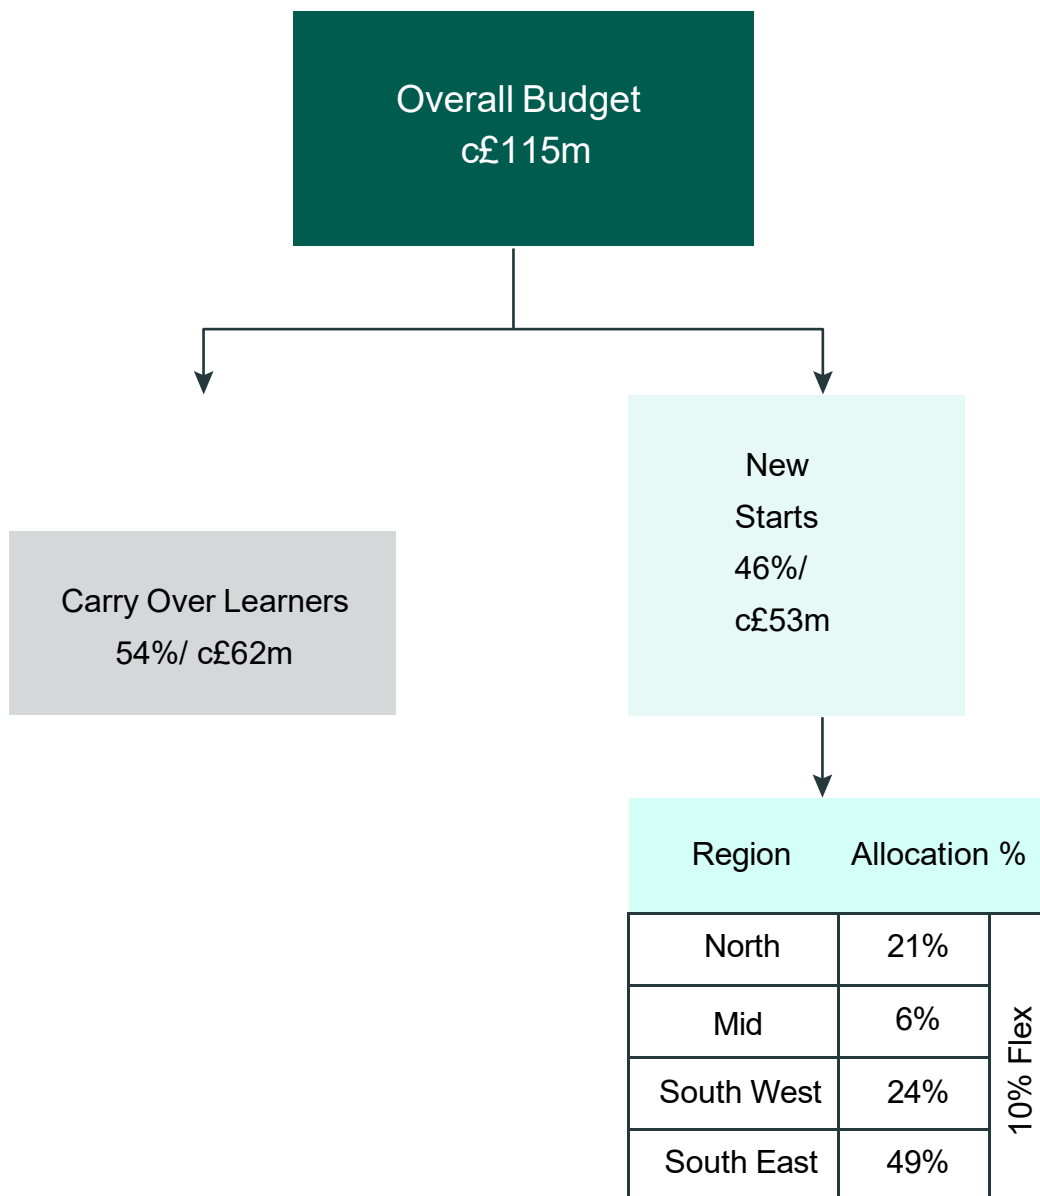 Overall Budget
c£115m
Carry Over Learners
54%/ c£62m
New
Starts
46%/
c£53m
Region Allocation %
North 21%
Mid 6%
South West 24%
South East 49%
10% Flex